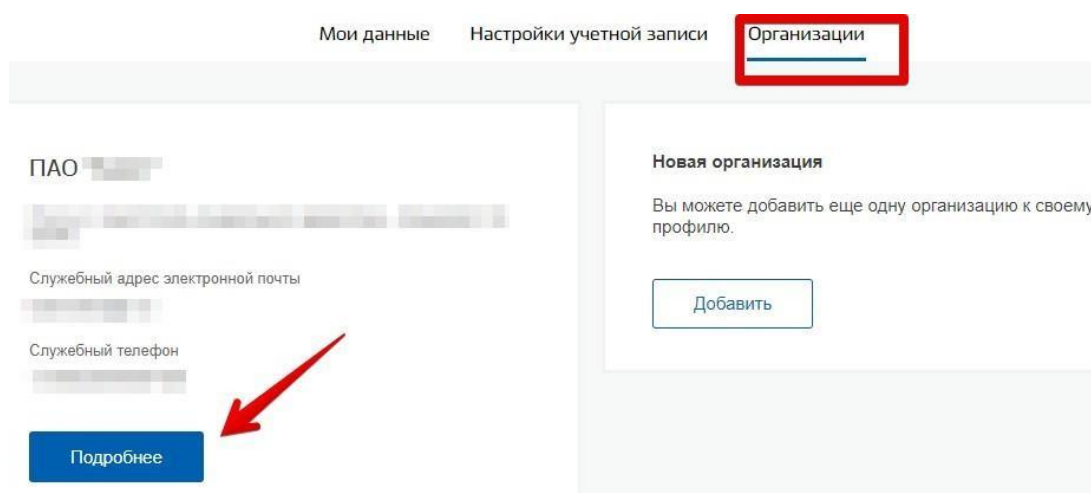 Мои данные Настройки учетной записи Организации
ПАО
Служебный адрес электронной почты
Служебный телефон
Подробнее
Новая организация
Вы можете добавить еще одну организацию к своему
профилю.
Добавить